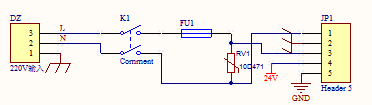 DZ
K1
FU1
JP1
L
N
3
2
1
1
2
3
4
5
RV1
10D471
220V输入
Comment
24V
GND
Header 5